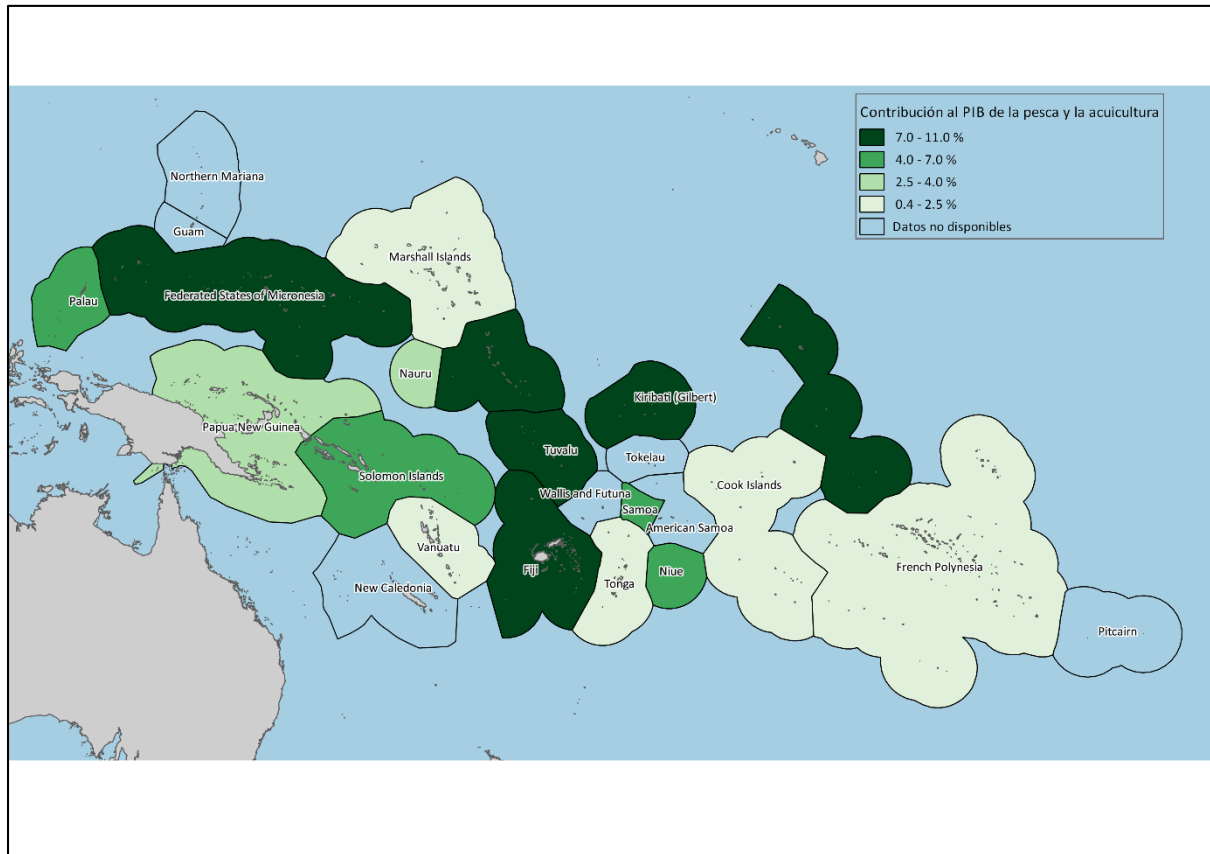 Contribución al PIB de la pesca y la acuicultura
7.0 - 11.0 %
4.0 - 7.0 %
2.5 - 4.0 %
0.4 - 2.5 %
Datos no disponibles
Northern Mariana
Guam
Marshall Islands
Palau
Federated States of Micronesia
Nauru
Kiribati (Gilbert)
Papua New Guinea
Tuvalu
Tokelau
Solomon Islands
Cook Islands
Wallis and Futuna
Samoa
American Samoa
Vanuatu
Fiji
Niue
French Polynesia
New Caledonia
Tonga
Pitcairn